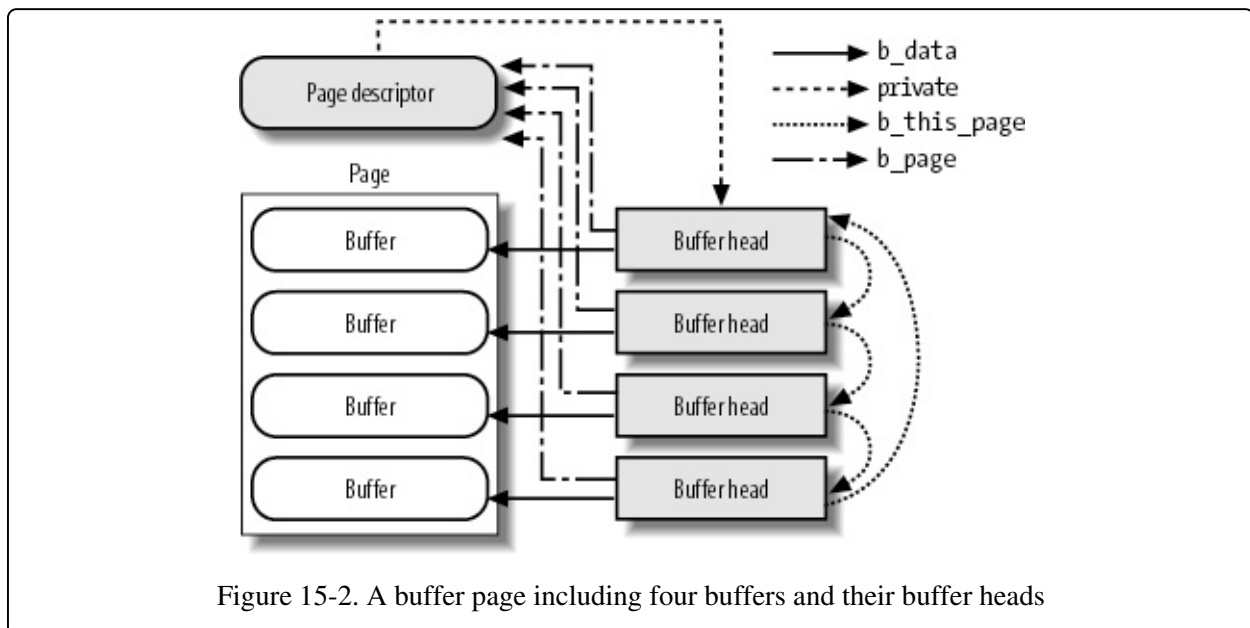 b_data
Page descriptor
private
b_this_page
b_page
Page
Buffer
Buffer head
Buffer
Buffer head
Buffer
Buffer head
Buffer
Buffer head
Figure 15-2. A buffer page including four buffers and their buffer heads